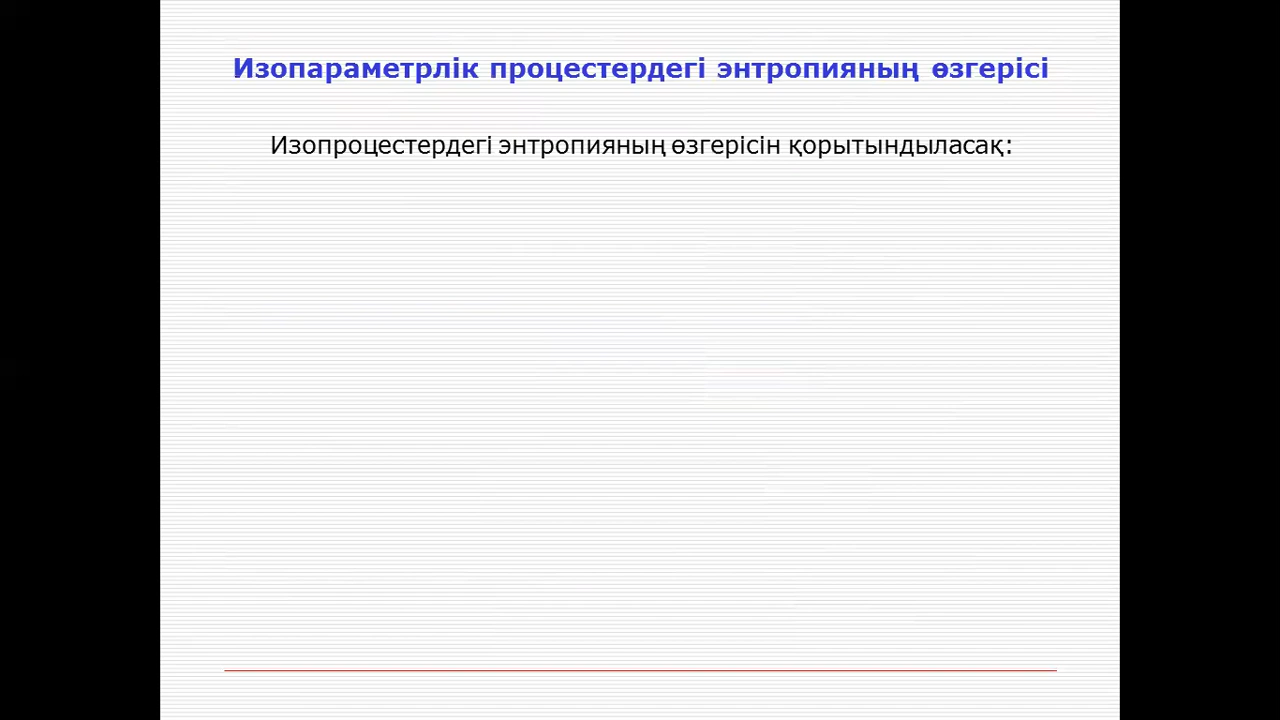 Изопараметрлік процестердегі энтропияның өзгерісі
Изопроцестердегі энтропияның өзгерісін қорытындыласақ: